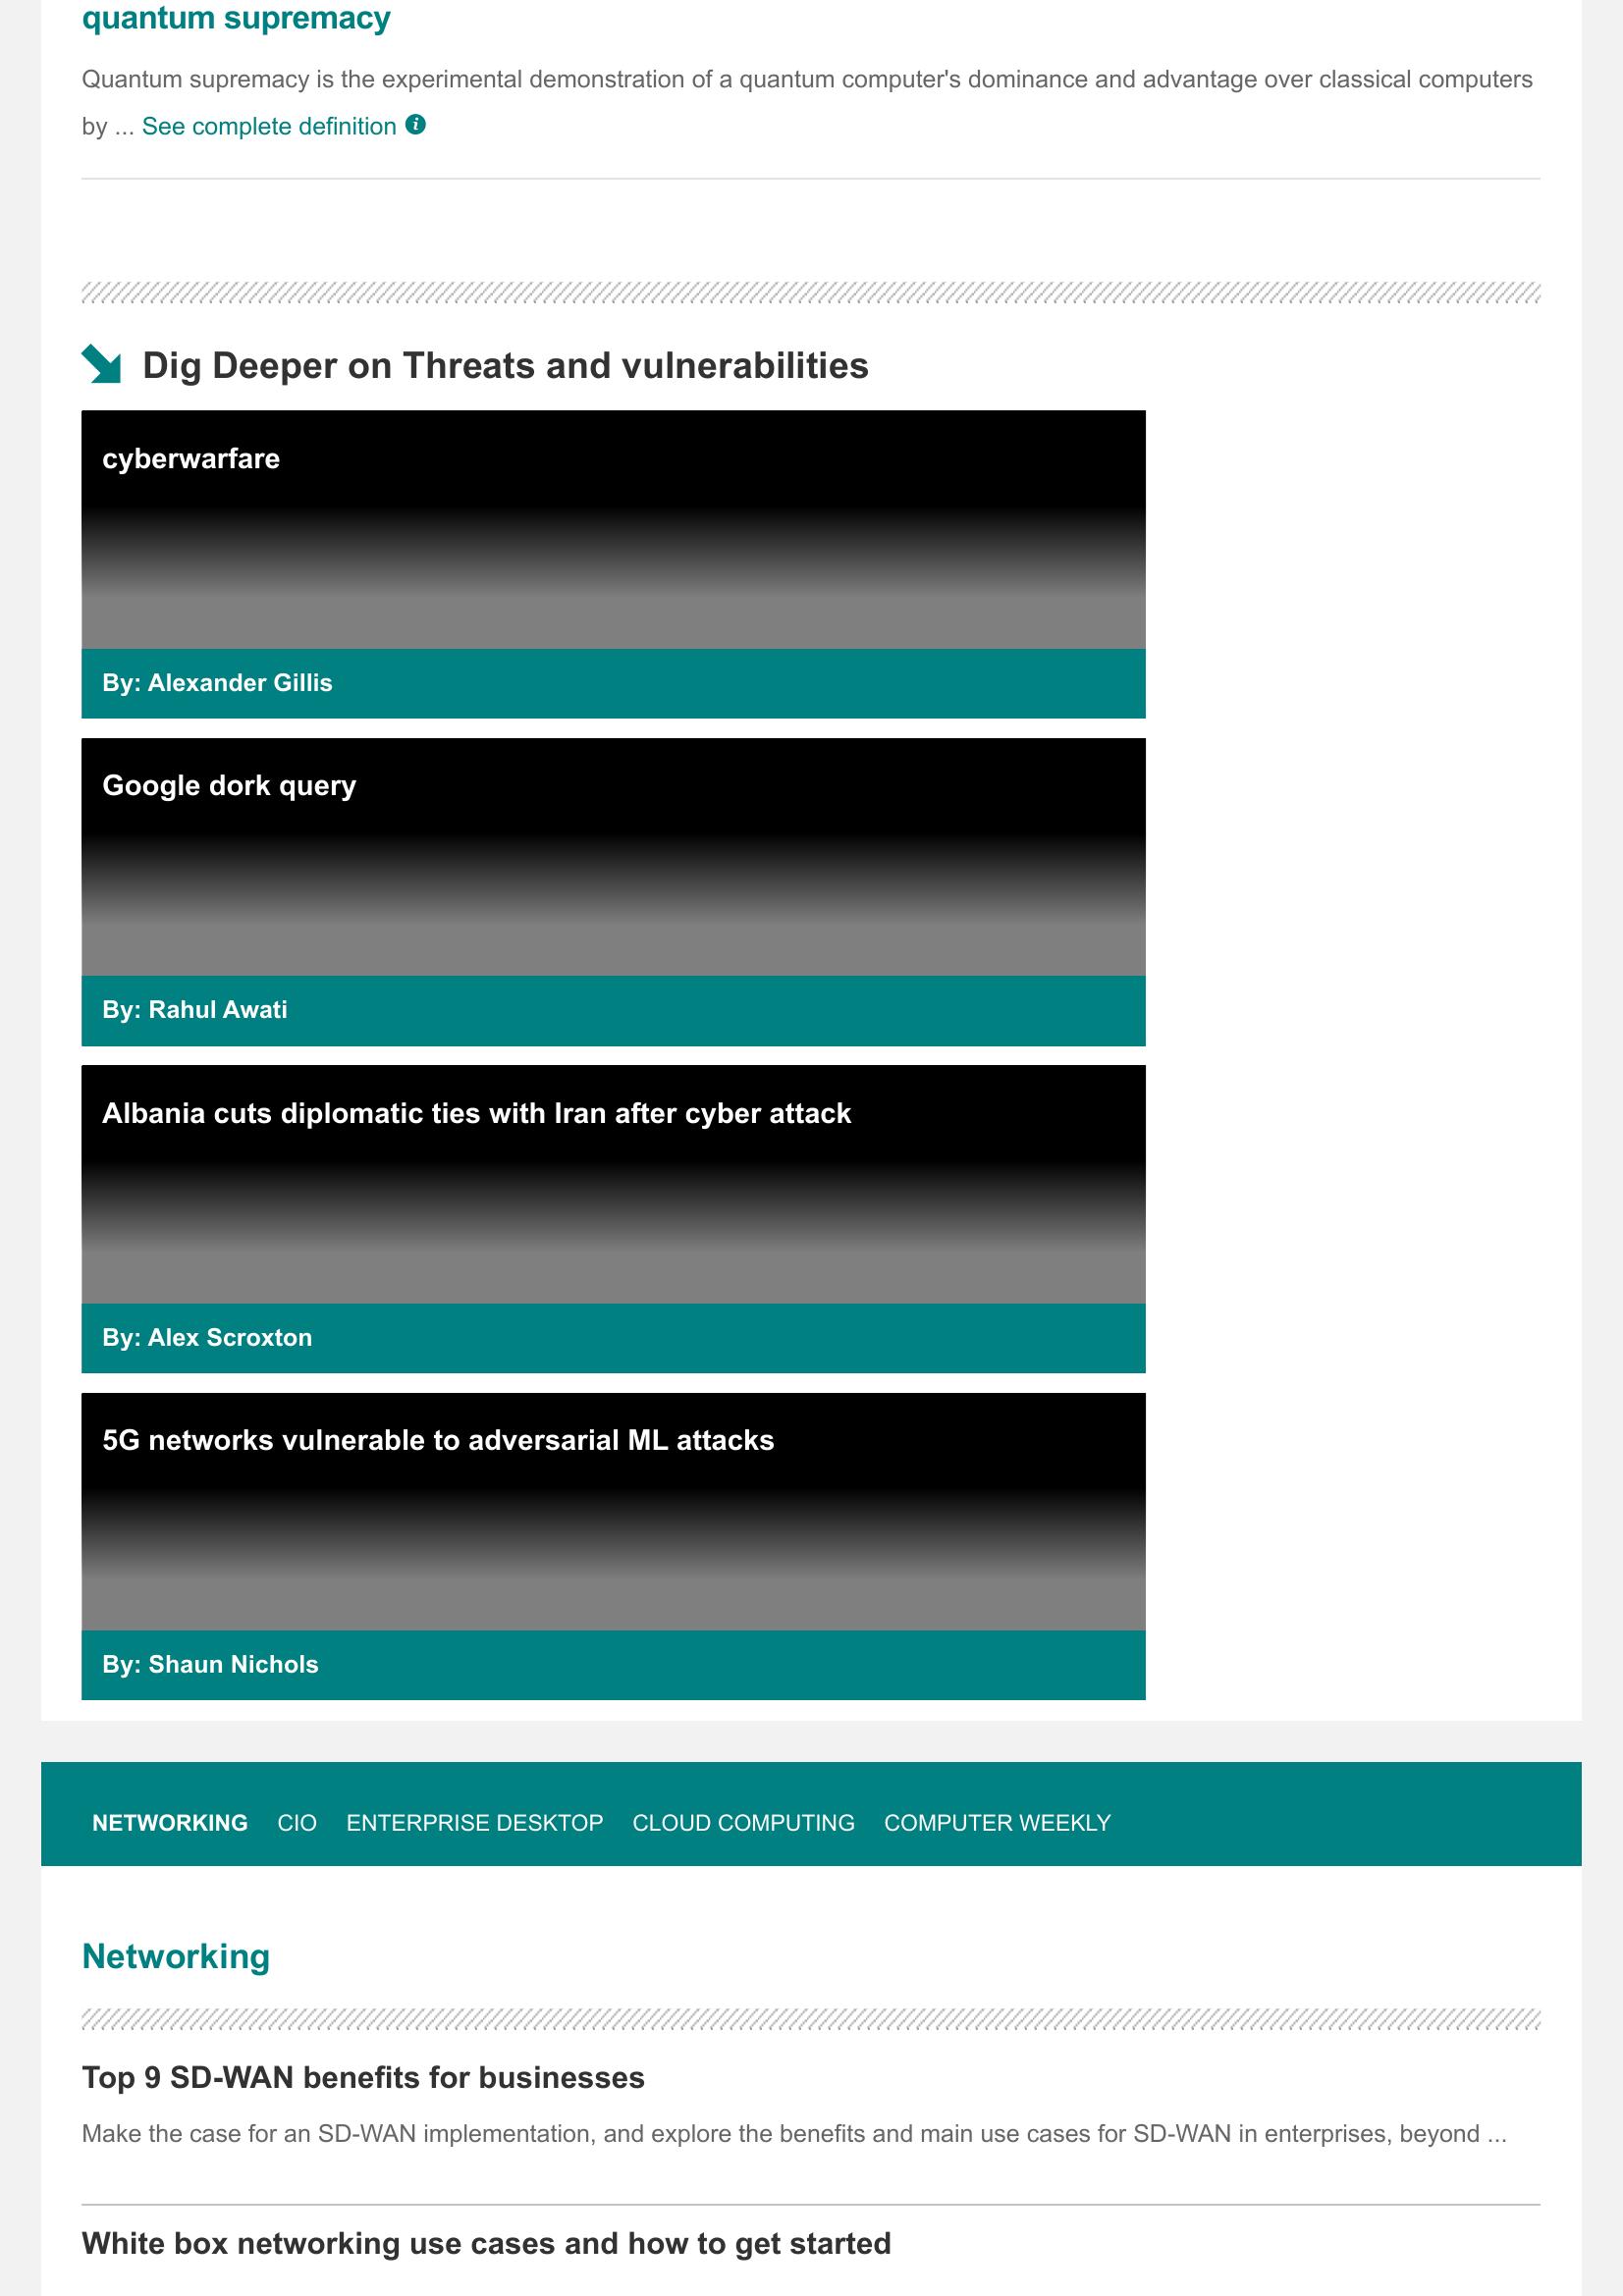 quantum supremacy
Quantum supremacy is the experimental demonstration of a quantum computer's dominance and advantage over classical computers
by ... See complete definition
Dig Deeper on Threats and vulnerabilities
cyberwarfare
By: Alexander Gillis
Google dork query
By: Rahul Awati
Albania cuts diplomatic ties with Iran after cyber attack
By: Alex Scroxton
5G networks vulnerable to adversarial ML attacks
By: Shaun Nichols
NETWORKING CIO ENTERPRISE DESKTOP CLOUD COMPUTING COMPUTER WEEKLY
Networking
Top 9 SD-WAN benefits for businesses
Make the case for an SD-WAN implementation, and explore the benefits and main use cases for SD-WAN in enterprises, beyond ...
White box networking use cases and how to get started